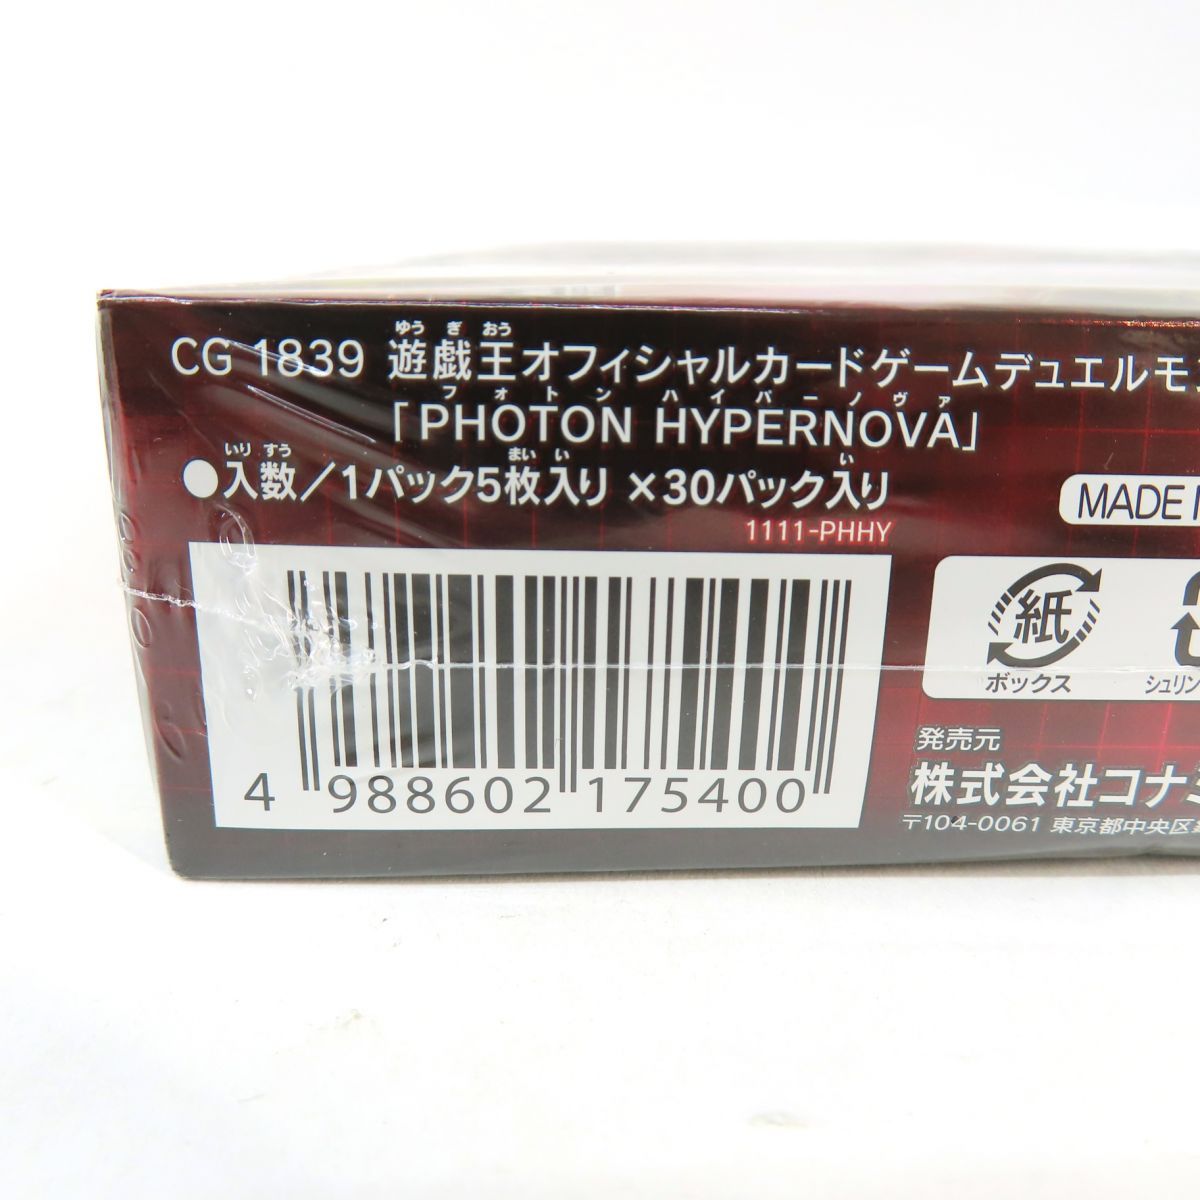 ゆう ぎ おう
CG 1839 遊戯王オフィシャルカードゲームデュエルモ
フォトン ハイパーノヴァ
「PHOTON HYPERNOVA」
いり すう まい い い
●入数/1パック5枚入り ×30パック入り
1111-PHHY
MADE
紙
ボックス
シュリン
4 988602 175400
発売元
株式会社コナミ
〒104-0061 東京都中央区